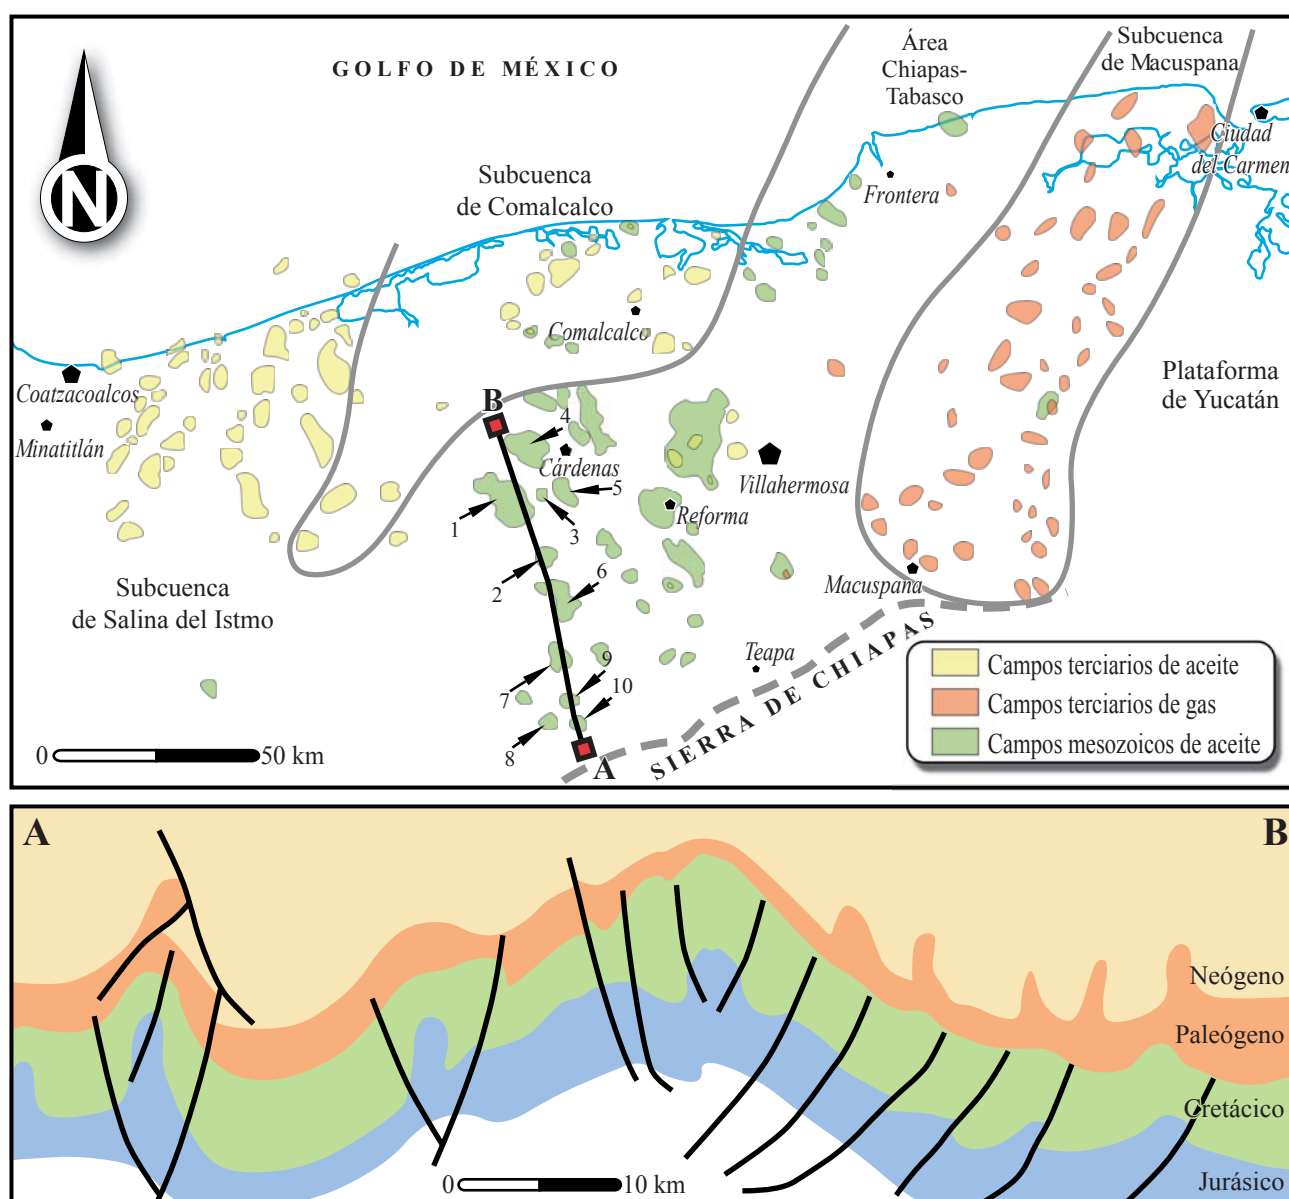 GOLFO DE MÉXICO
Área
Chiapas-
Tabasco
Subcuenca
de Macuspana
Ciudad
del Carmen
N
Subcuenca
de Comalcalco
Frontera
Comalcalco
Coatzacoalcos
Minatitlán
Plataforma
de Yucatán
B
4
Cárdenas
5
Villahermosa
1
3
Reforma
2
6
Macuspana
Subcuenca
de Salina del Istmo
Teapa
SIERRA DE CHIAPAS
9
7
10
8
A
0 50 km
Campos terciarios de aceite
Campos terciarios de gas
Campos mesozoicos de aceite
A
B
Neógeno
Paleógeno
Cretácico
Jurásico
0 10 km